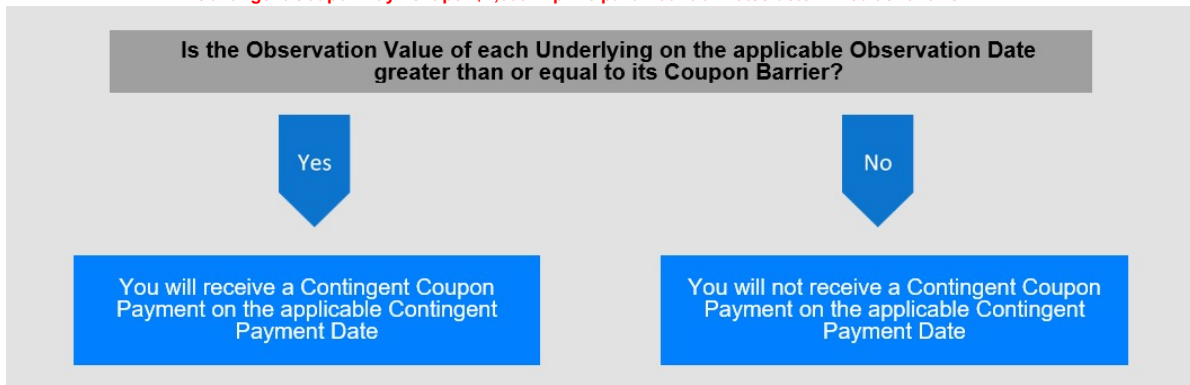 Is the Observation Value of each Underlying on the applicable Observation Date
greater than or equal to its Coupon Barrier?
Yes
No
You will receive a Contingent Coupon
Payment on the applicable Contingent
Payment Date
You will not receive a Contingent Coupon
Payment on the applicable Contingent
Payment Date